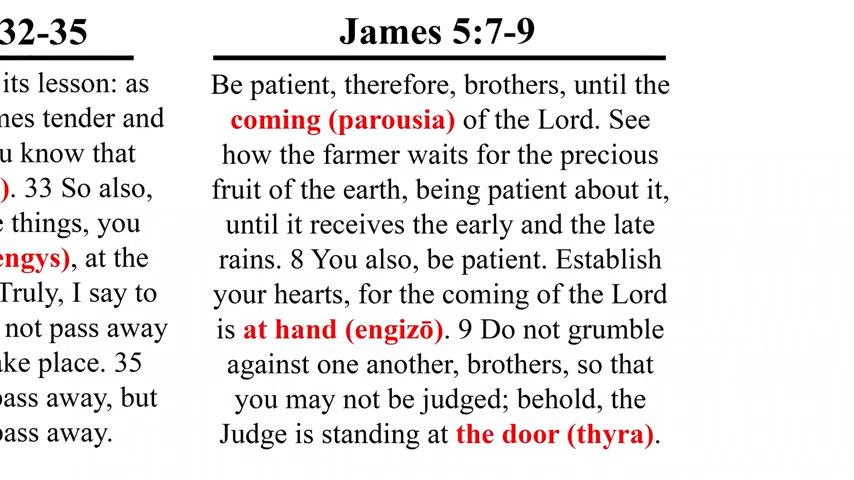 32-35
its lesson: as
tender and
know that
. 33 So also,
things, you
engys), at the
Truly, I say to
not pass away
place. 35
pass away, but
pass away.
James 5:7-9
Be patient, therefore, brothers, until the
coming (parousia) of the Lord. See
how the farmer waits for the precious
fruit of the earth, being patient about it,
until it receives the early and the late
rains. 8 You also, be patient. Establish
your hearts, for the coming of the Lord
is at hand (engizō). 9 Do not grumble
against one another, brothers, so that
you may not be judged; behold, the
Judge is standing at the door (thyra).